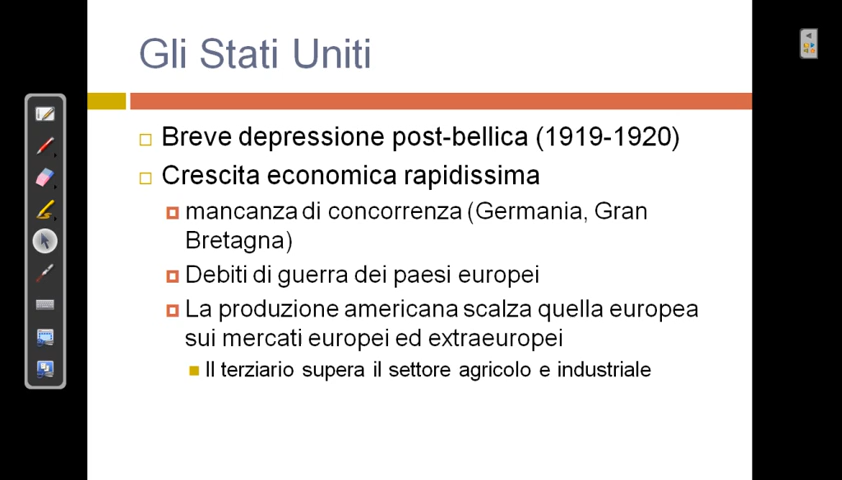 Gli Stati Uniti
Breve depressione post-bellica (1919-1920)
Crescita economica rapidissima
mancanza di concorrenza (Germania, Gran
Bretagna)
Debiti di guerra dei paesi europei
La produzione americana scalza quella europea
sui mercati europei ed extraeuropei
Il terziario supera il settore agricolo e industriale